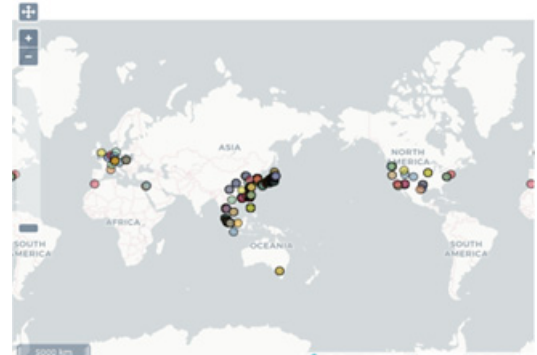 +
−
ASIA
NORTH
AMERICA
AFRICA
OCEANIA
SOUTH
AMERICA
SOUTH
AMERICA
5000 km